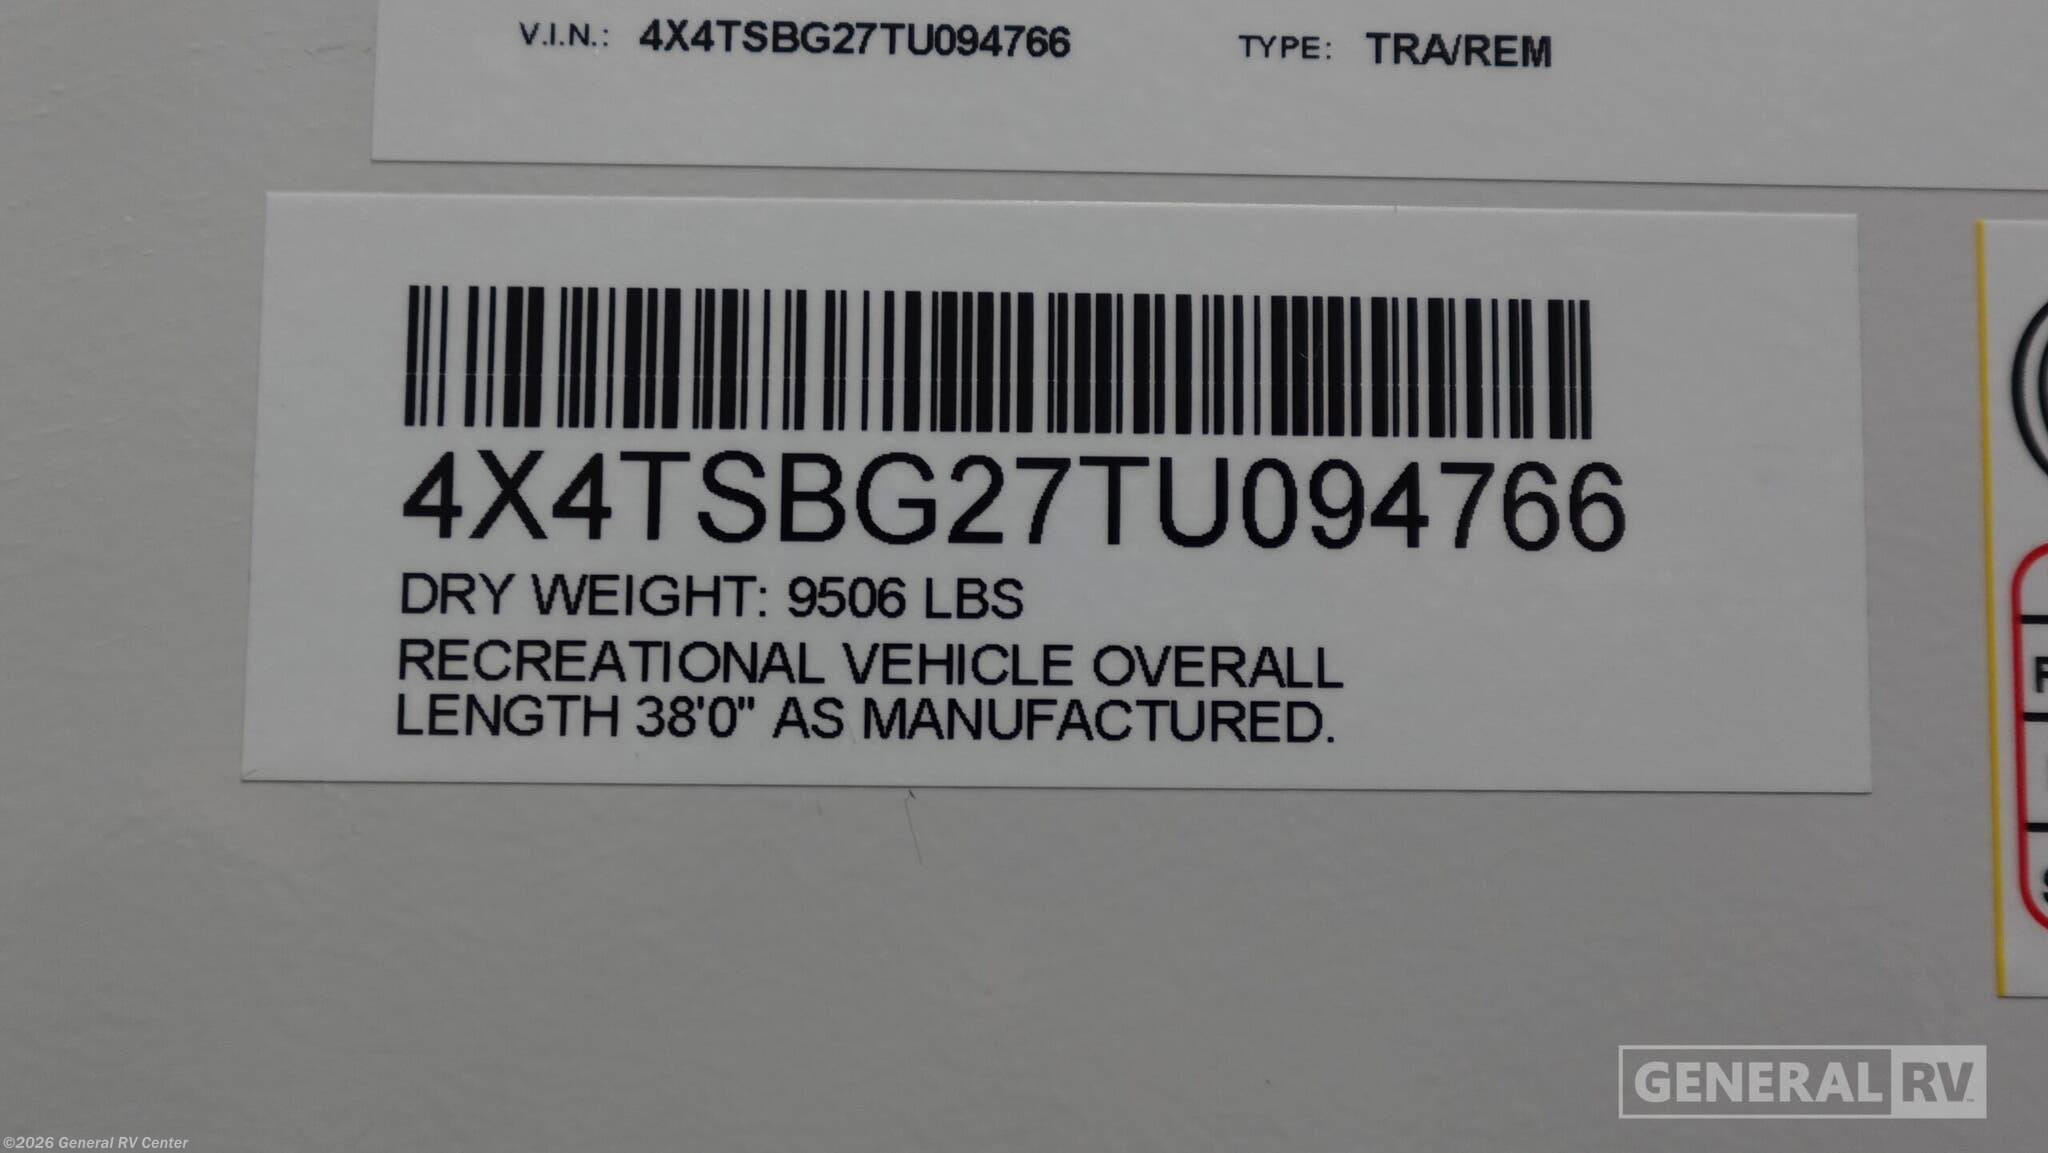 V.I.N.: 4X4TSBG27TU094766 TYPE: TRA/REM
4X4TSBG27TU094766
DRY WEIGHT: 9506 LBS
RECREATIONAL VEHICLE OVERALL
LENGTH 38'0" AS MANUFACTURED.
GENERAL RV
©2026 General RV Center